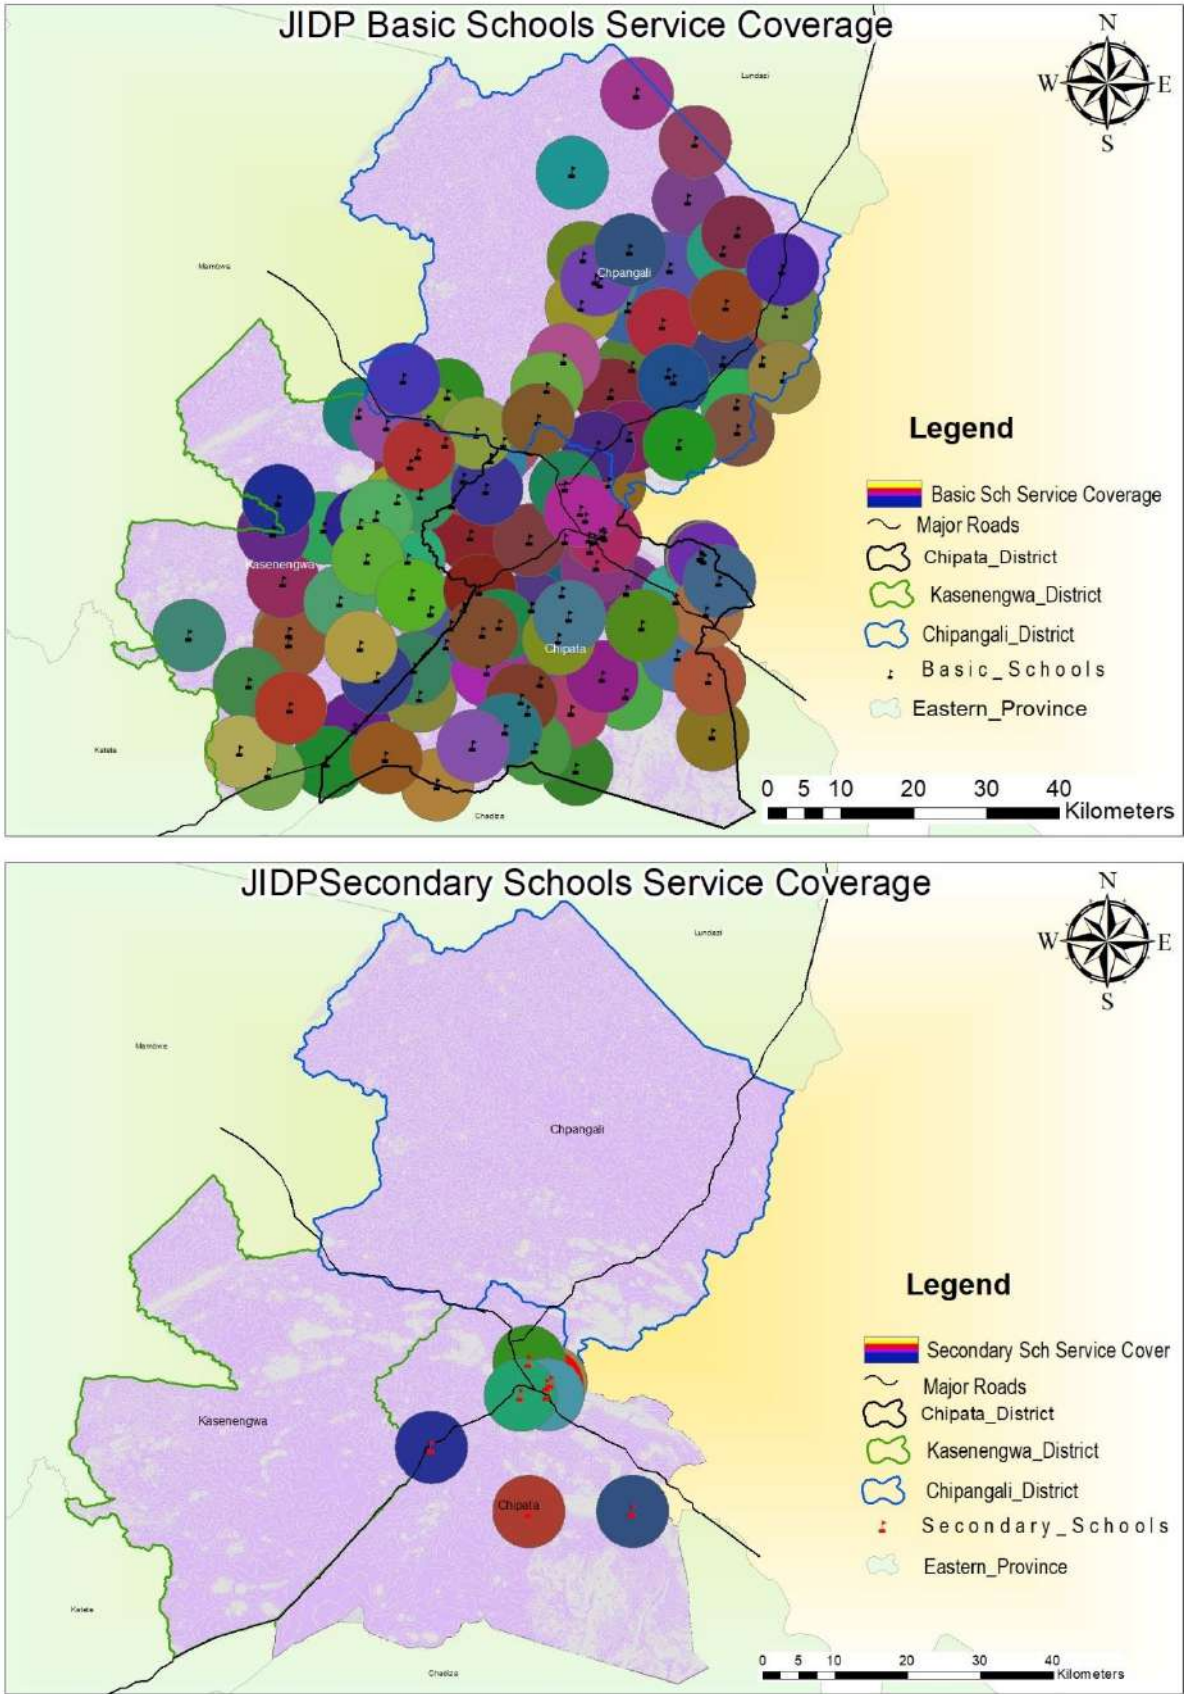 JIDP Basic Schools Service Coverage
N
W
E
S
Lundazi
Mambwe
Chpangali
Kasenengwa
Chipata
Katete
Chadiza
Legend
Basic Sch Service Coverage
Major Roads
Chipata_District
Kasenengwa_District
Chipangali_District
Basic_Schools
Eastern_Province
0 5 10 20 30 40
Kilometers
JIDPSecondary Schools Service Coverage
N
W
E
S
Lundazi
Mambwe
Chpangali
Kasenengwa
Chipata
Katete
Chadiza
Legend
Secondary Sch Service Cover
Major Roads
Chipata_District
Kasenengwa_District
Chipangali_District
Secondary_Schools
Eastern_Province
0 5 10 20 30 40
Kilometers